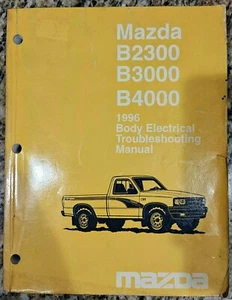 Mazda
B2300
B3000
B4000
1996
Body Electrical
Troubleshooting
Manual
mazda